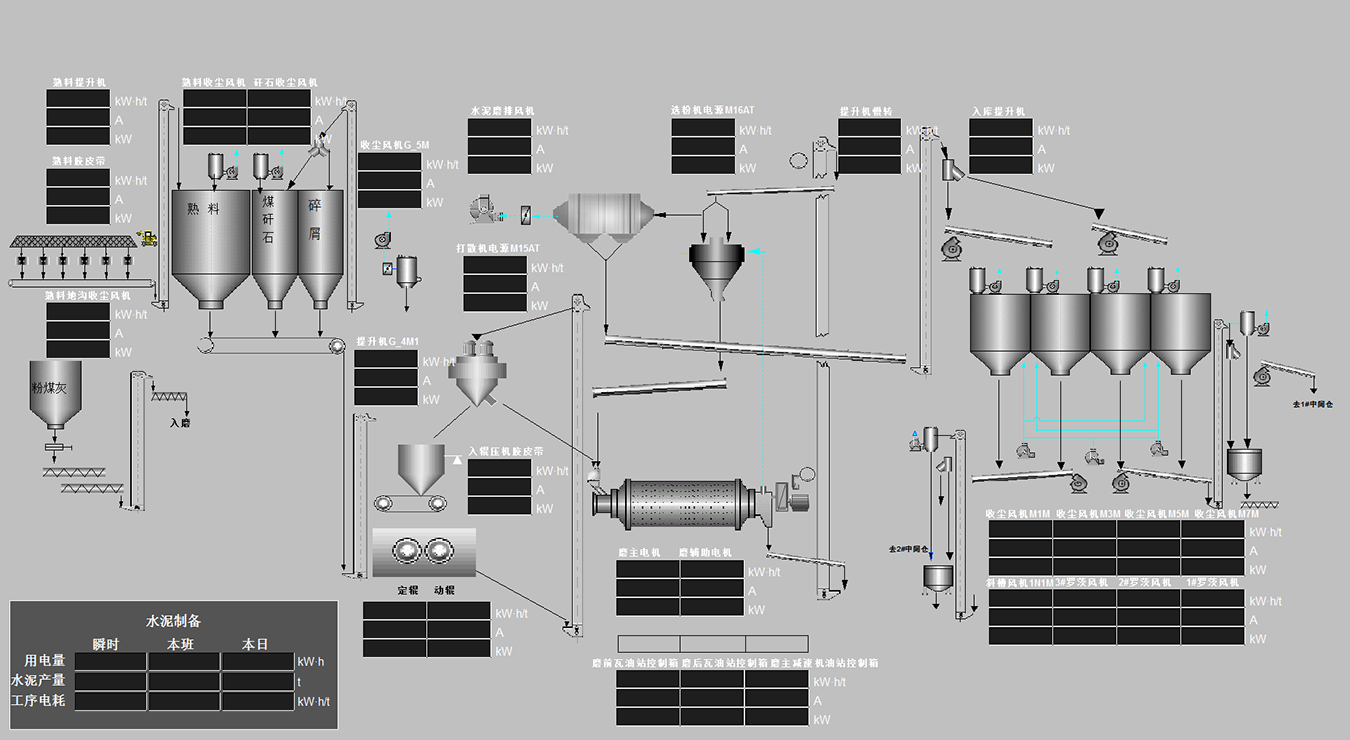 熟料提升机
kW·h/t
A
kW
熟料收尘风机 矸石收尘风机
kW·h/t
A
kW
熟料胶皮带
kW·h/t
A
kW
熟料地沟收尘风机
kW·h/t
A
kW
熟料
煤矸石
碎屑
收尘风机G_5M
kW·h/t
A
kW
水泥磨排风机
kW·h/t
A
kW
选粉机电源M16AT
kW·h/t
A
kW
提升机慢转
kW·h/t
A
kW
入库提升机
kW·h/t
A
kW
打散机电源M15AT
kW·h/t
A
kW
提升机G_4M1
kW·h/t
A
kW
粉煤灰
入磨
入辊压机胶皮带
kW·h/t
A
kW
定辊 动辊
kW·h/t
A
kW
磨主电机 磨辅助电机
kW·h/t
A
kW
磨前瓦油站控制箱 磨后瓦油站控制箱 磨主减速机油站控制箱
kW·h/t
A
kW
去1#中间仓
去2#中间仓
收尘风机M1M 收尘风机M3M 收尘风机M5M 收尘风机M7M
kW·h/t
A
kW
斜槽风机1N1M 3#罗茨风机 2#罗茨风机 1#罗茨风机
kW·h/t
A
kW
水泥制备
瞬时 本班 本日
用电量 kW·h
水泥产量 t
工序电耗 kW·h/t